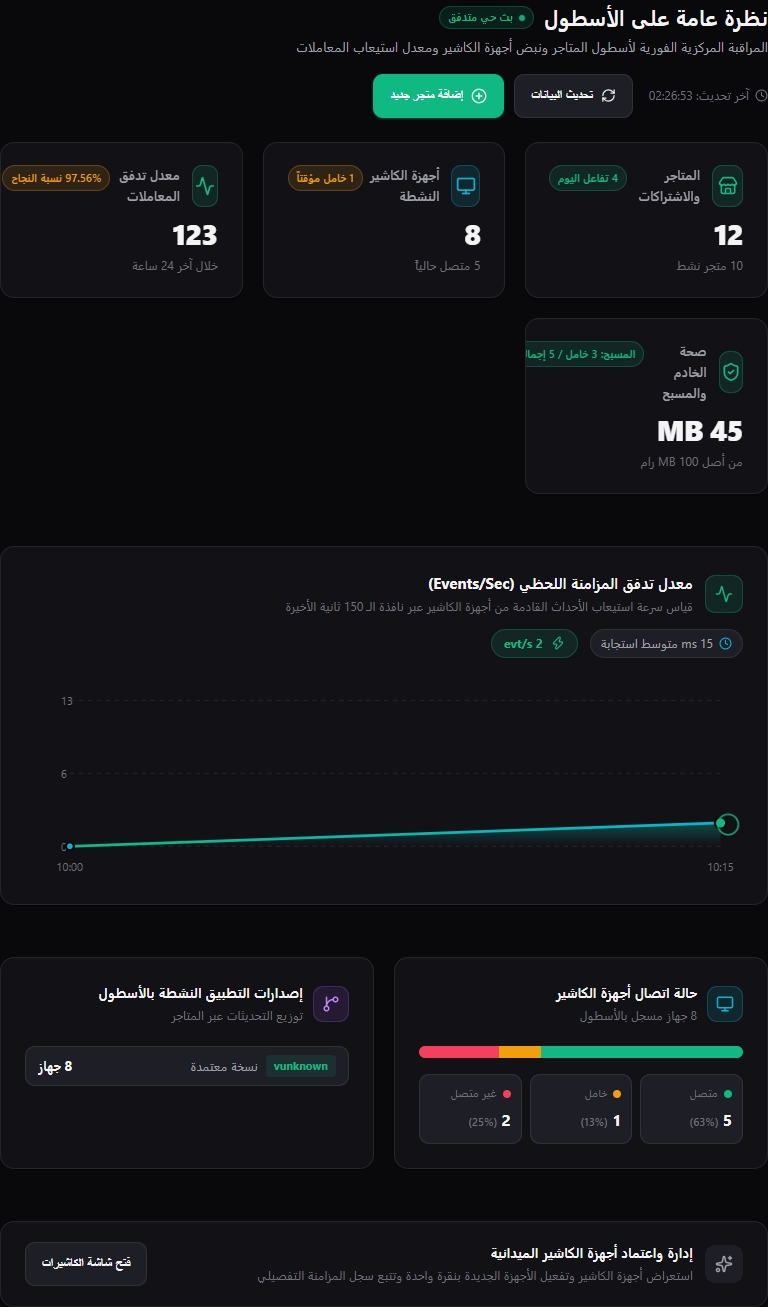 نظرة عامة على الأسطول
بث حي متدفق
المراقبة المركزية الفورية لأسطول المتاجر ونبض أجهزة الكاشير ومعدل استيعاب المعاملات
آخر تحديث: 02:26:53
تحديث البيانات
إضافة متجر جديد
المتاجر
والاشتراكات
4 تفاعل اليوم
12
10 متجر نشط
أجهزة الكاشير
النشطة
1 خامل مؤقتاً
8
5 متصل حالياً
معدل تدفق
المعاملات
97.56% نسبة النجاح
123
خلال آخر 24 ساعة
صحة
الخادم
والمسبح
المسبح: 3 خامل / 5 إجما
45 MB
من أصل 100 MB رام
معدل تدفق المزامنة اللحظي (Events/Sec)
قياس سرعة استيعاب الأحداث القادمة من أجهزة الكاشير عبر نافذة الـ 150 ثانية الأخيرة
15 ms متوسط استجابة
2 evt/s
13
6
0
10:00
10:15
حالة اتصال أجهزة الكاشير
8 جهاز مسجل بالأسطول
متصل
5 (63%)
خامل
1 (13%)
غير متصل
2 (25%)
إصدارات التطبيق النشطة بالأسطول
توزيع التحديثات عبر المتاجر
vunknown
نسخة معتمدة
8 جهاز
إدارة واعتماد أجهزة الكاشير الميدانية
استعراض أجهزة الكاشير وتفعيل الأجهزة الجديدة بنقرة واحدة وتتبع سجل المزامنة التفصيلي
فتح شاشة الكاشيرات